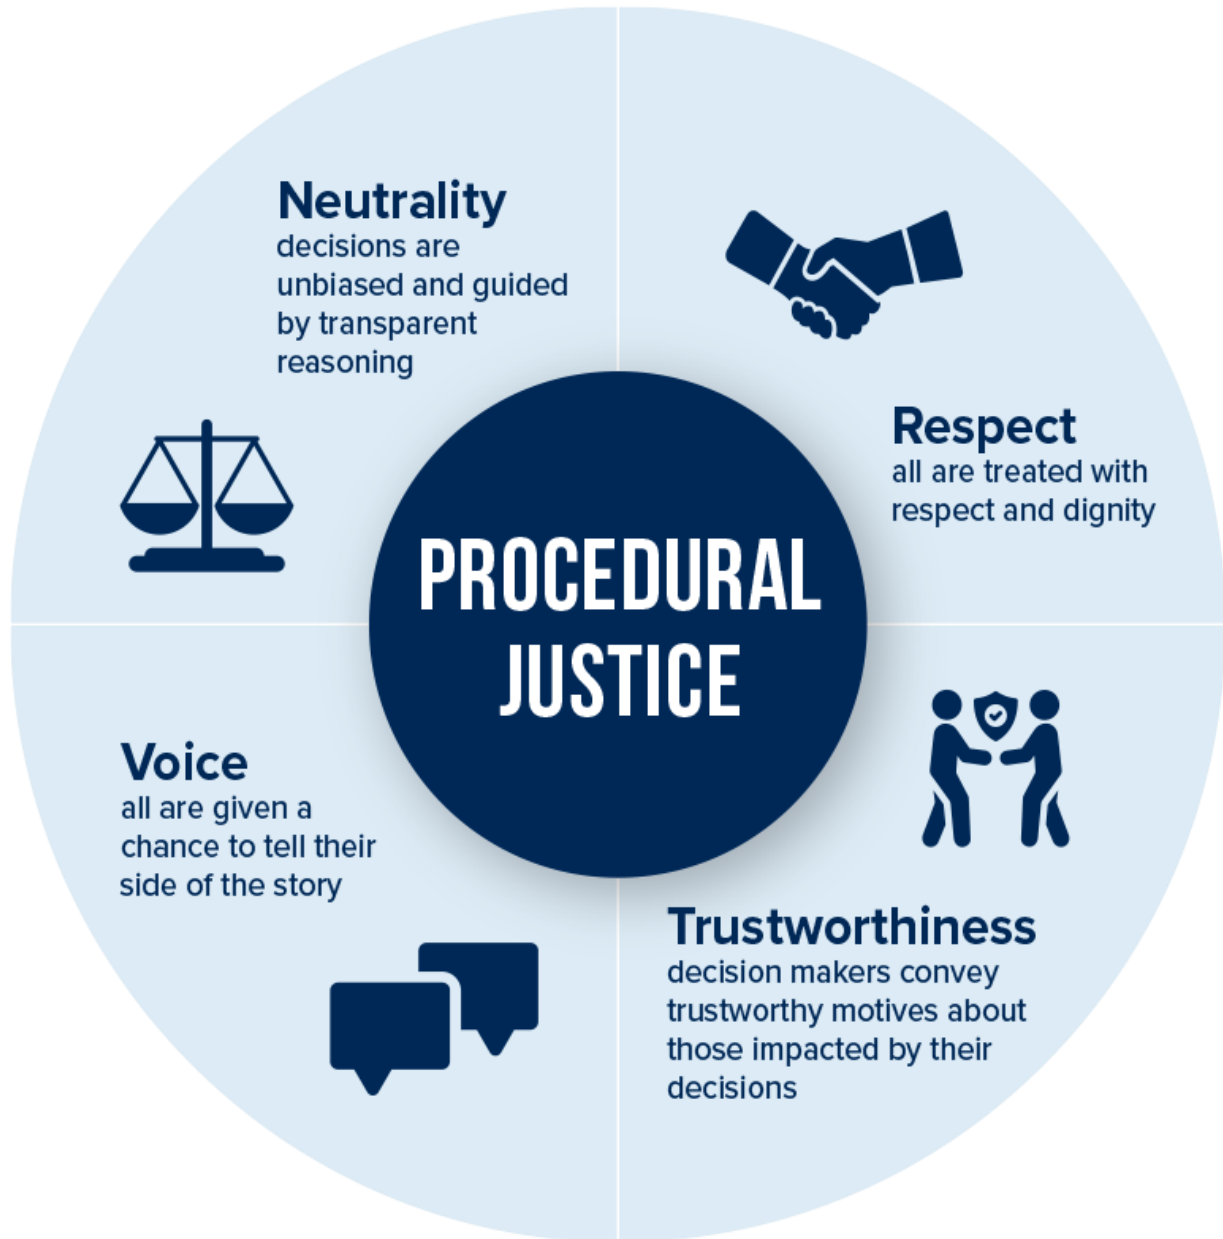 Neutrality
decisions are
unbiased and guided
by transparent
reasoning
Respect
all are treated with
respect and dignity
PROCEDURAL
JUSTICE
Voice
all are given a
chance to tell their
side of the story
Trustworthiness
decision makers convey
trustworthy motives about
those impacted by their
decisions